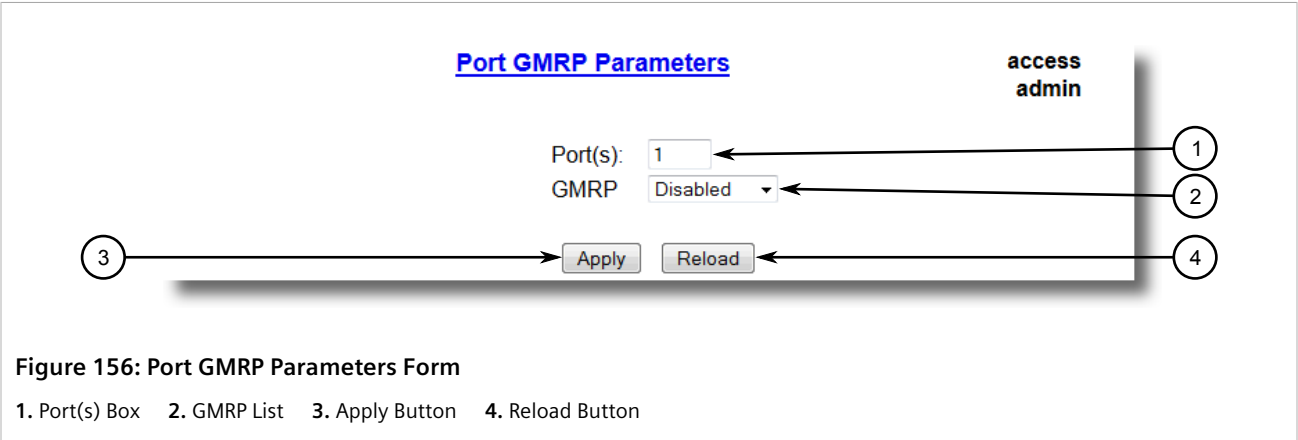 Port GMRP Parameters
access
admin
Port(s): 1
1
GMRP Disabled
2
3
Apply Reload
4
Figure 156: Port GMRP Parameters Form
1. Port(s) Box 2. GMRP List 3. Apply Button 4. Reload Button